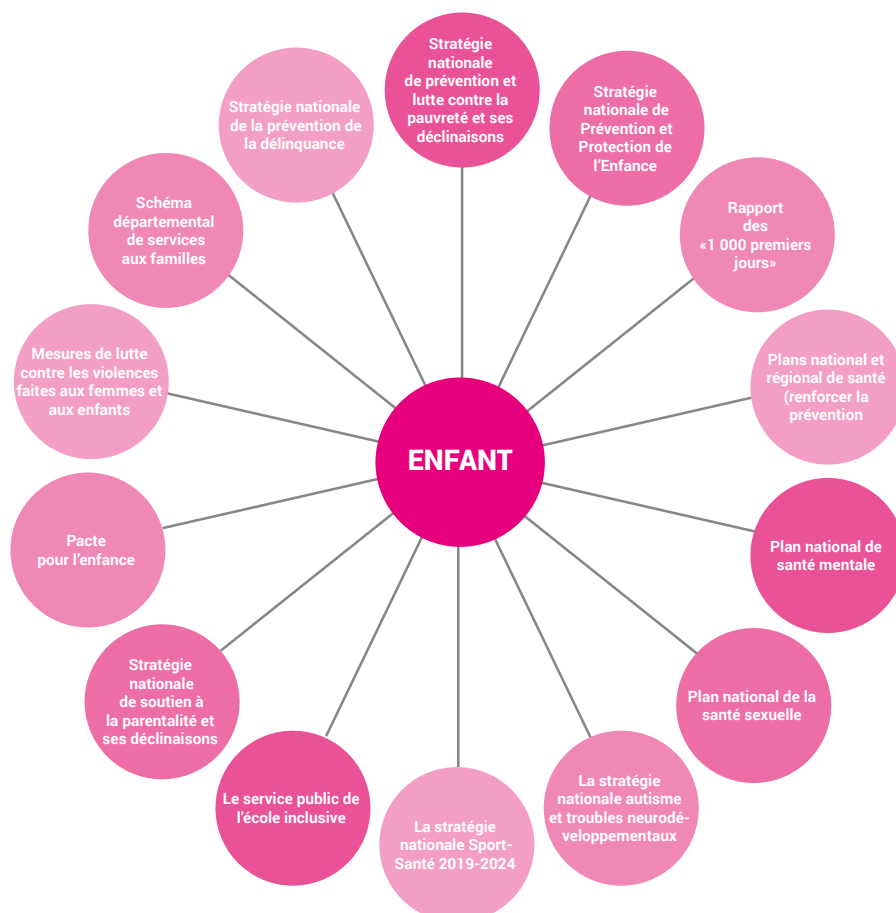 Stratégie
nationale
de prévention et
lutte contre la
pauvreté et ses
déclinaisons
Stratégie
nationale de
Prévention et
Protection de
l'Enfance
Rapport
des
«1 000 premiers
jours»
Plans national et
régional de santé
(renforcer la
prévention
Plan national de
santé mentale
Plan national de la
santé sexuelle
La stratégie
nationale autisme
et troubles neurodé-
veloppementaux
La stratégie
nationale Sport-
Santé 2019-2024
Le service public de
l'école inclusive
Stratégie
nationale
de soutien à
la parentalité et
ses déclinaisons
Pacte
pour l'enfance
Mesures de lutte
contre les violences
faites aux femmes et
aux enfants
Schéma
départemental
de services
aux familles
Stratégie nationale
de la prévention de
la délinquance
ENFANT